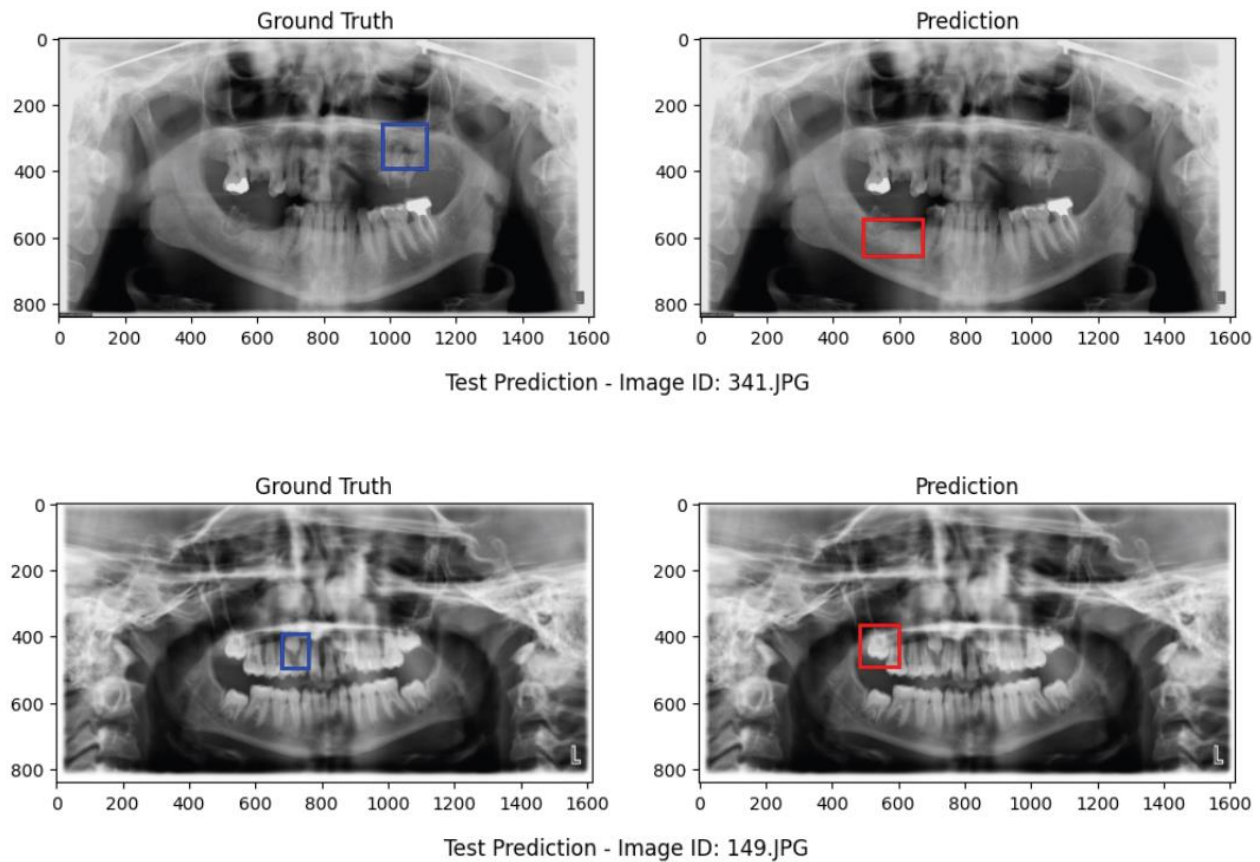 Ground Truth Prediction
0 0
200 200
400 400
600 600
800 800
0 200 400 600 800 1000 1200 1400 1600 0 200 400 600 800 1000 1200 1400 1600
Test Prediction - Image ID: 341.JPG
Ground Truth Prediction
0 0
200 200
400 400
600 600
L L
800 800
0 200 400 600 800 1000 1200 1400 1600 0 200 400 600 800 1000 1200 1400 1600
Test Prediction - Image ID: 149.JPG